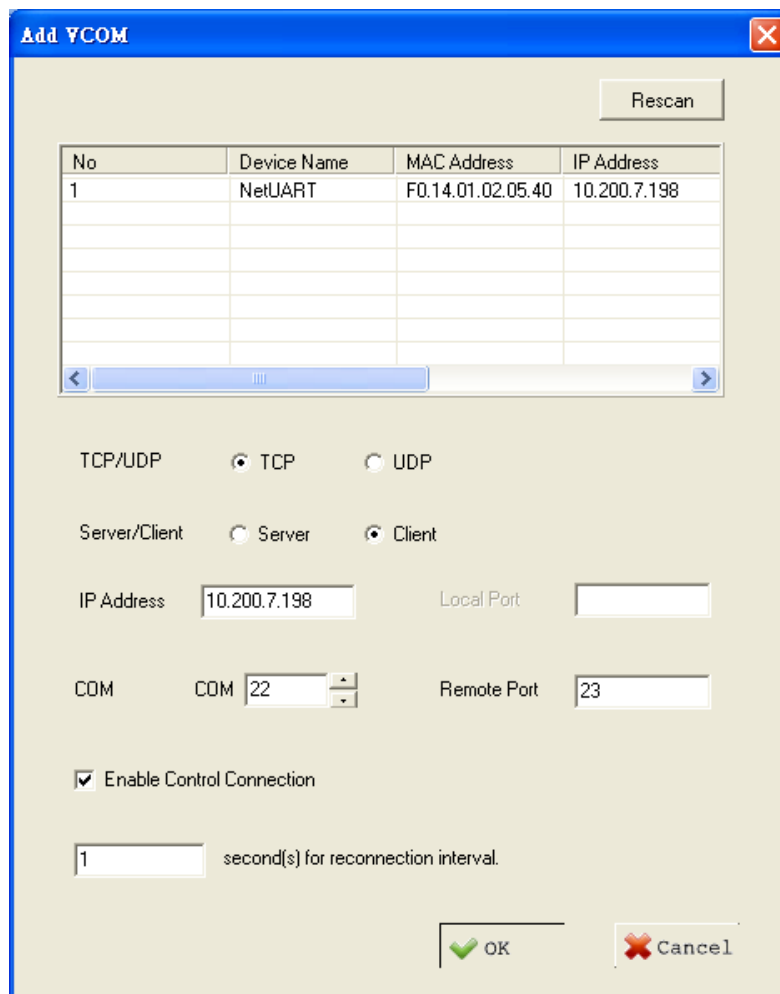 Add VCOM
Rescan
No Device Name MAC Address IP Address
1 NetUART F0.14.01.02.05.40 10.200.7.198
TCP/UDP TCP UDP
Server/Client Server Client
IP Address 10.200.7.198 Local Port
COM COM 22 Remote Port 23
Enable Control Connection
1 second(s) for reconnection interval.
OK Cancel